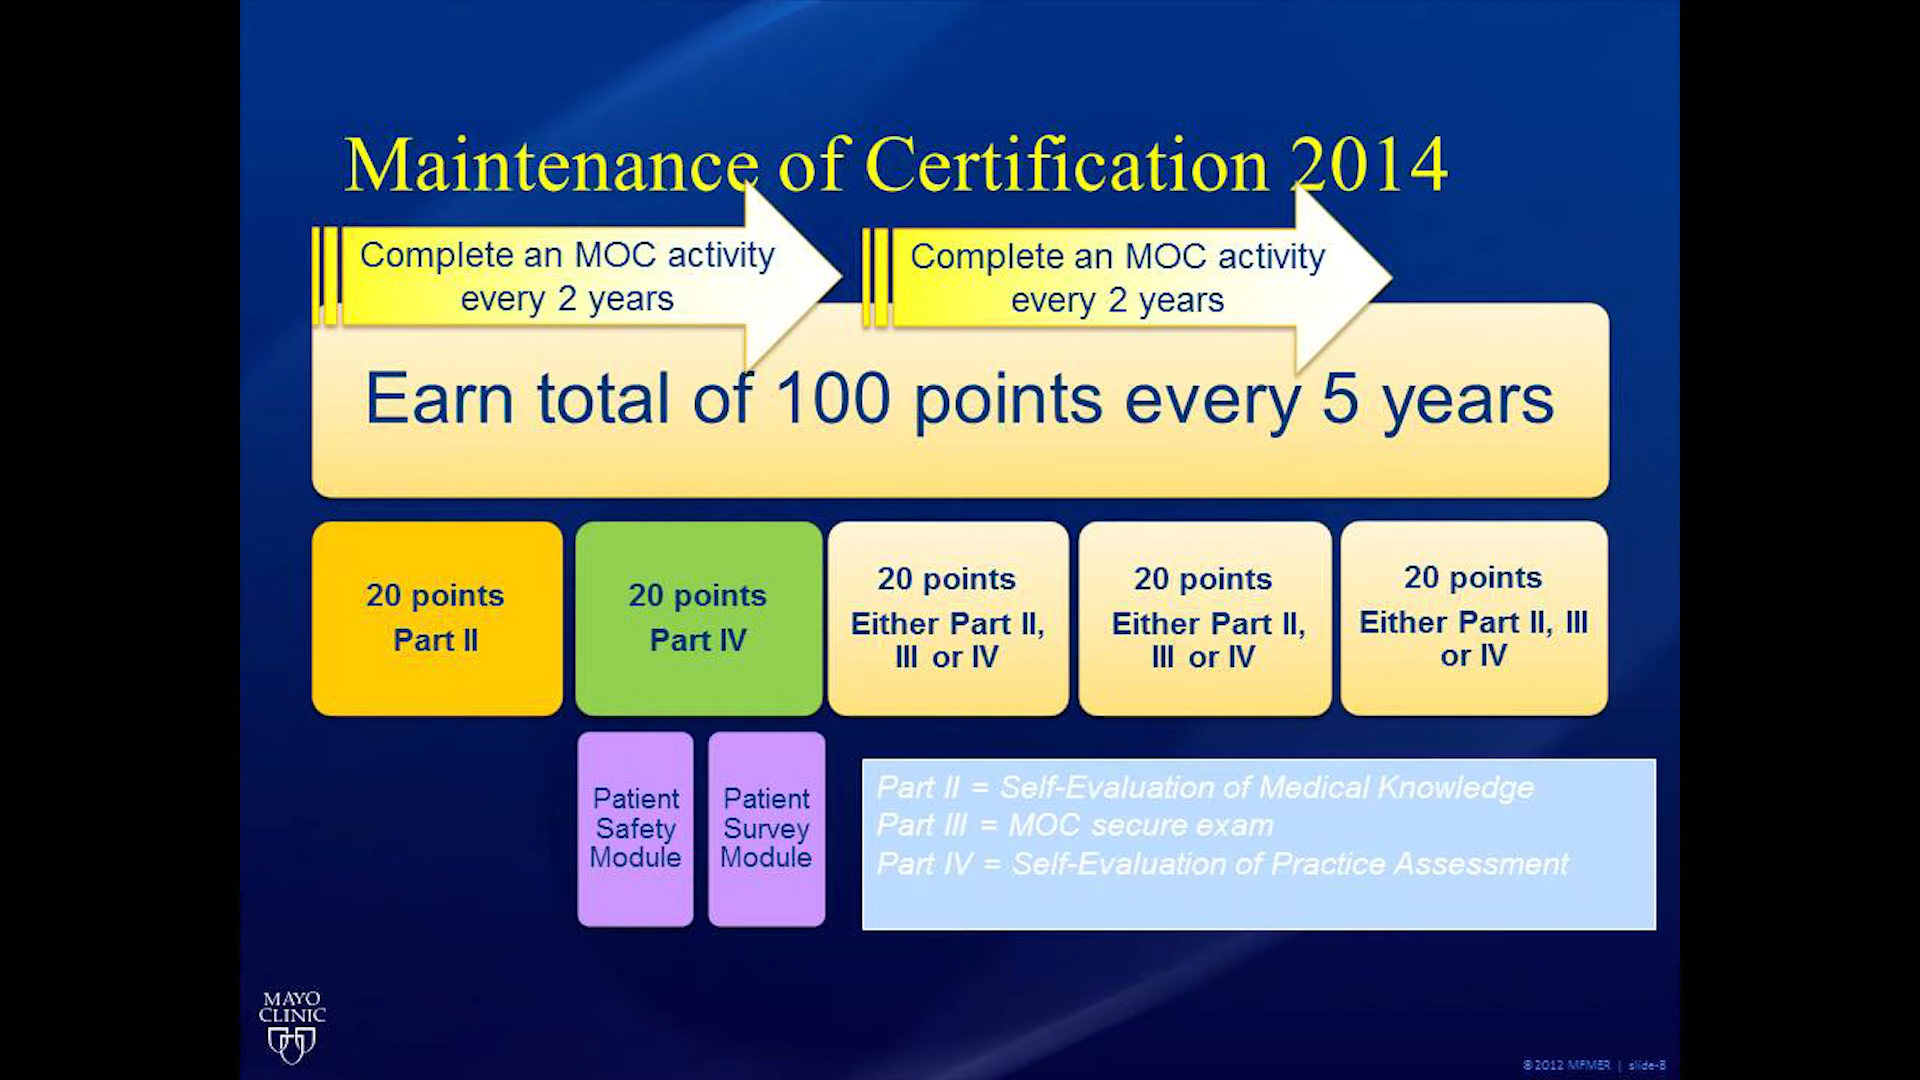 Maintenance of Certification 2014
Complete an MOC activity
every 2 years
Complete an MOC activity
every 2 years
Earn total of 100 points every 5 years
20 points
Part II
20 points
Part IV
20 points
Either Part II,
III or IV
20 points
Either Part II,
III or IV
20 points
Either Part II, III
or IV
Patient
Safety
Module
Patient
Survey
Module
Part II = Self-Evaluation of Medical Knowledge
Part III = MOC secure exam
Part IV = Self-Evaluation of Practice Assessment
MAYO
CLINIC
©2012 MFMER | slide-8